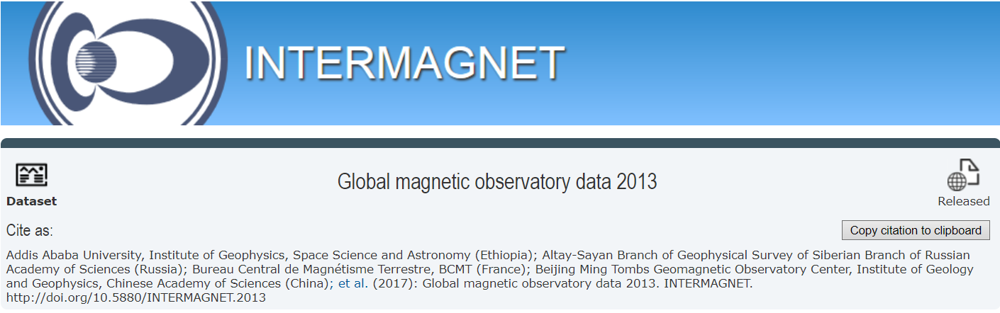 INTERMAGNET
Global magnetic observatory data 2013
Dataset
Released
Cite as:
Copy citation to clipboard
Addis Ababa University, Institute of Geophysics, Space Science and Astronomy (Ethiopia); Altay-Sayan Branch of Geophysical Survey of Siberian Branch of Russian
Academy of Sciences (Russia); Bureau Central de Magnétisme Terrestre, BCMT (France); Beijing Ming Tombs Geomagnetic Observatory Center, Institute of Geology
and Geophysics, Chinese Academy of Sciences (China); et al. (2017): Global magnetic observatory data 2013. INTERMAGNET.
http://doi.org/10.5880/INTERMAGNET.2013